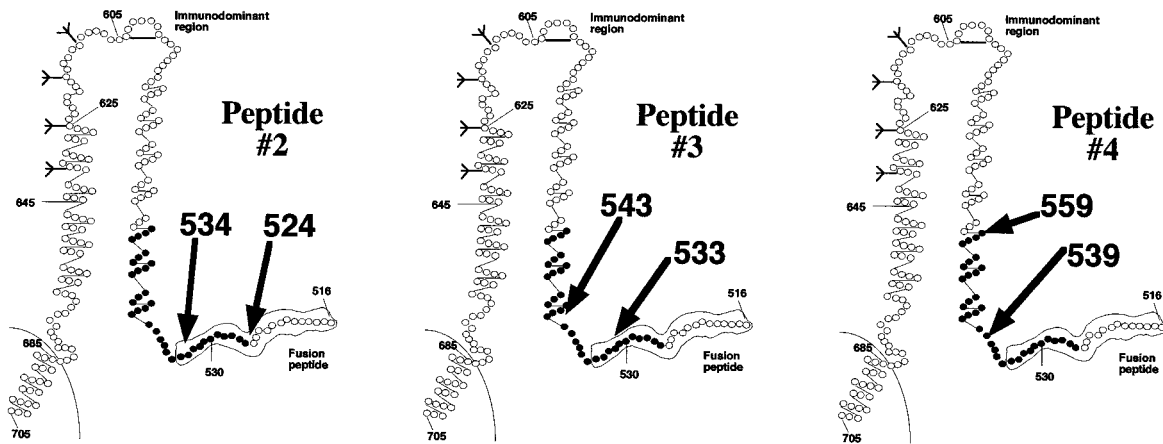 605
Immunodominant
region
625
Peptide
#2
645
534
524
516
685
530
Fusion
peptide
705
605
Immunodominant
region
625
Peptide
#3
645
543
533
516
685
530
Fusion
peptide
705
605
Immunodominant
region
625
Peptide
#4
645
559
539
516
685
530
Fusion
peptide
705